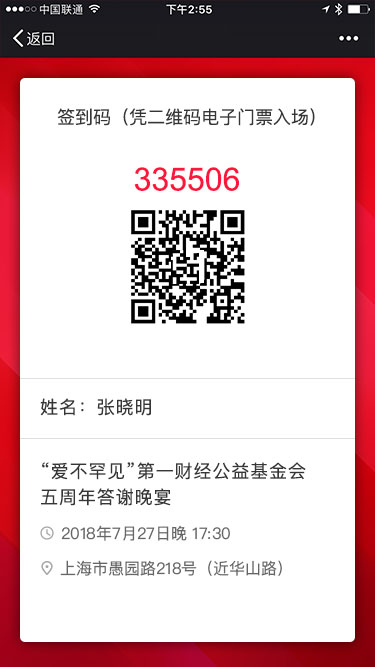 中国联通 下午2:55
返回
签到码（凭二维码电子门票入场）
335506
姓名：张晓明
“爱不罕见”第一财经公益基金会
五周年答谢晚宴
2018年7月27日晚 17:30
上海市愚园路218号（近华山路）